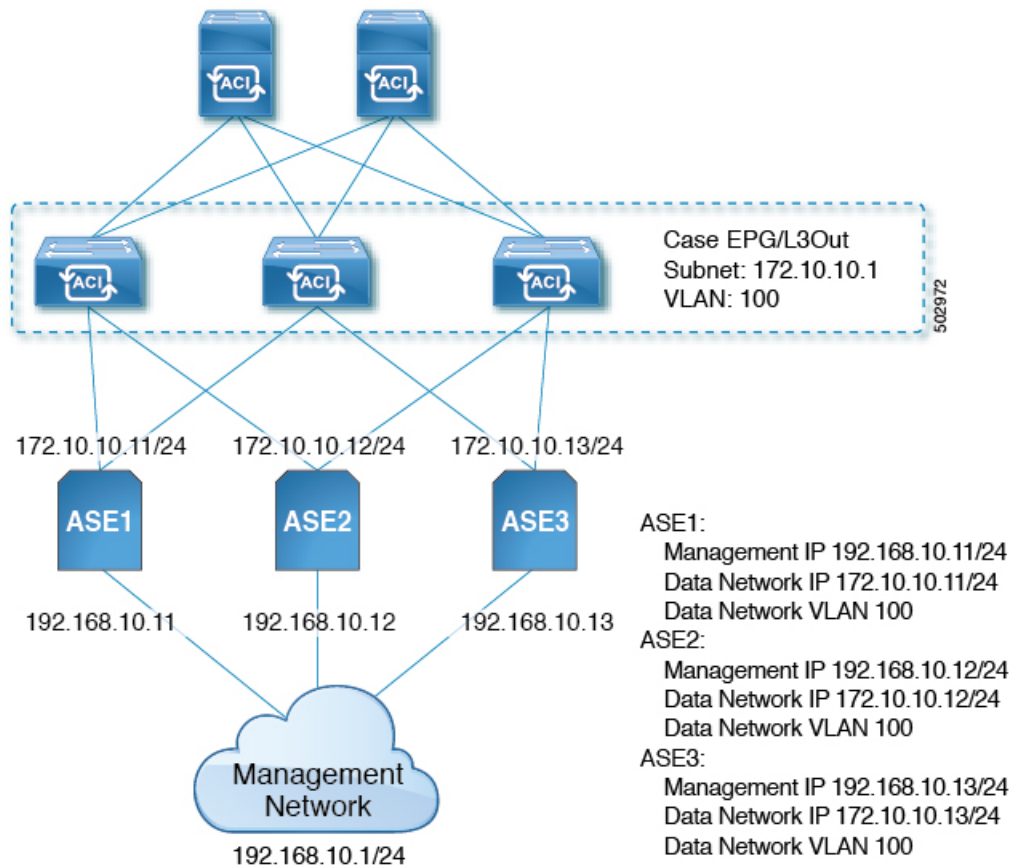 ACI
ACI
ACI
ACI
ACI
Case EPG/L3Out
Subnet: 172.10.10.1
VLAN: 100
502972
172.10.10.11/24
172.10.10.12/24
172.10.10.13/24
ASE1
ASE2
ASE3
192.168.10.11
192.168.10.12
192.168.10.13
Management
Network
192.168.10.1/24
ASE1:
Management IP 192.168.10.11/24
Data Network IP 172.10.10.11/24
Data Network VLAN 100
ASE2:
Management IP 192.168.10.12/24
Data Network IP 172.10.10.12/24
Data Network VLAN 100
ASE3:
Management IP 192.168.10.13/24
Data Network IP 172.10.10.13/24
Data Network VLAN 100